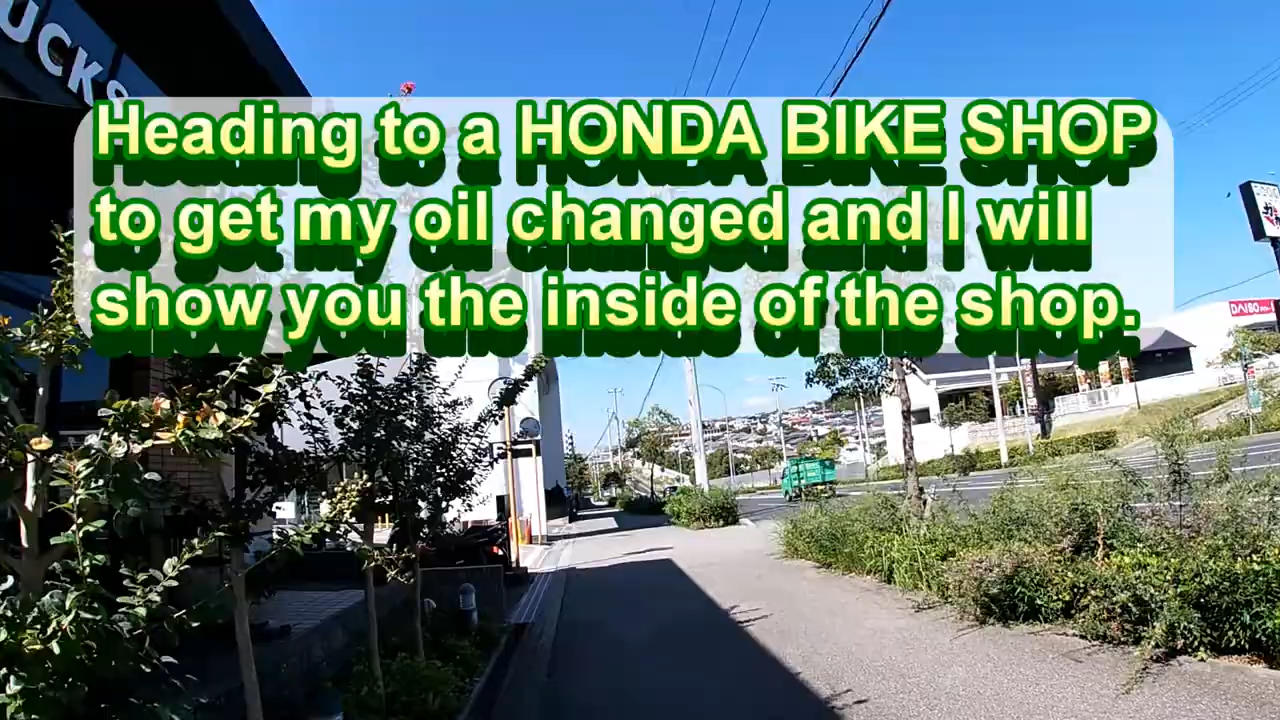 UCKS
Heading to a HONDA BIKE SHOP
to get my oil changed and I will
show you the inside of the shop.
DAISO